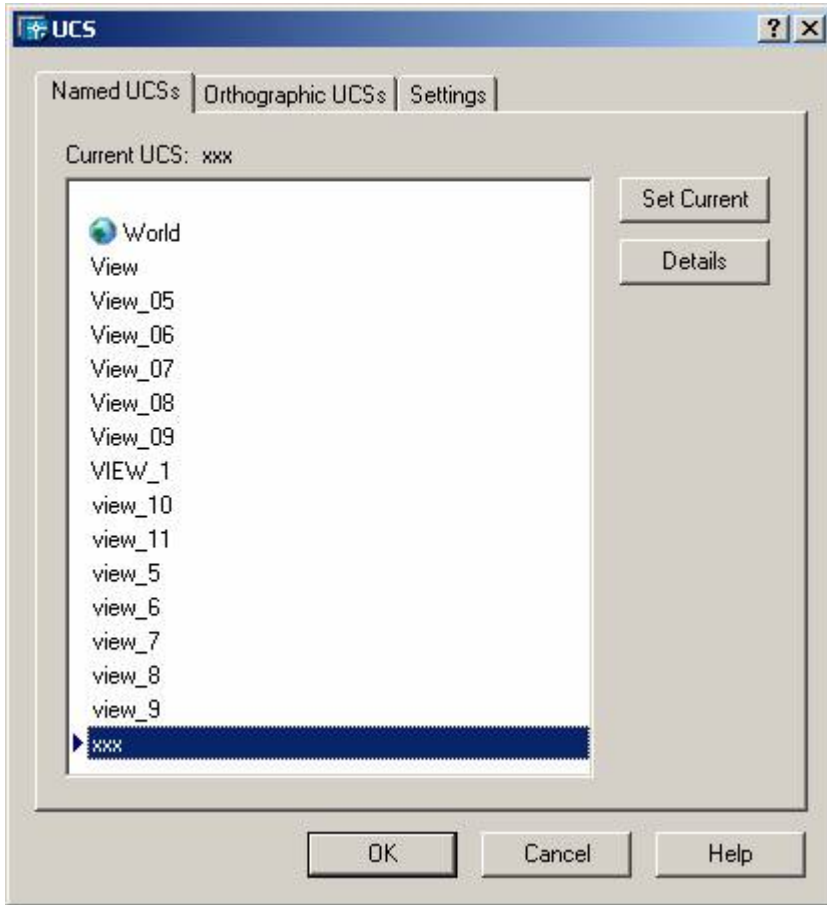 UCS
Named UCSs Orthographic UCSs Settings
Current UCS: xxx
Set Current
World
View Details
View_05
View_06
View_07
View_08
View_09
VIEW_1
view_10
view_11
view_5
view_6
view_7
view_8
view_9
xxx
OK Cancel Help